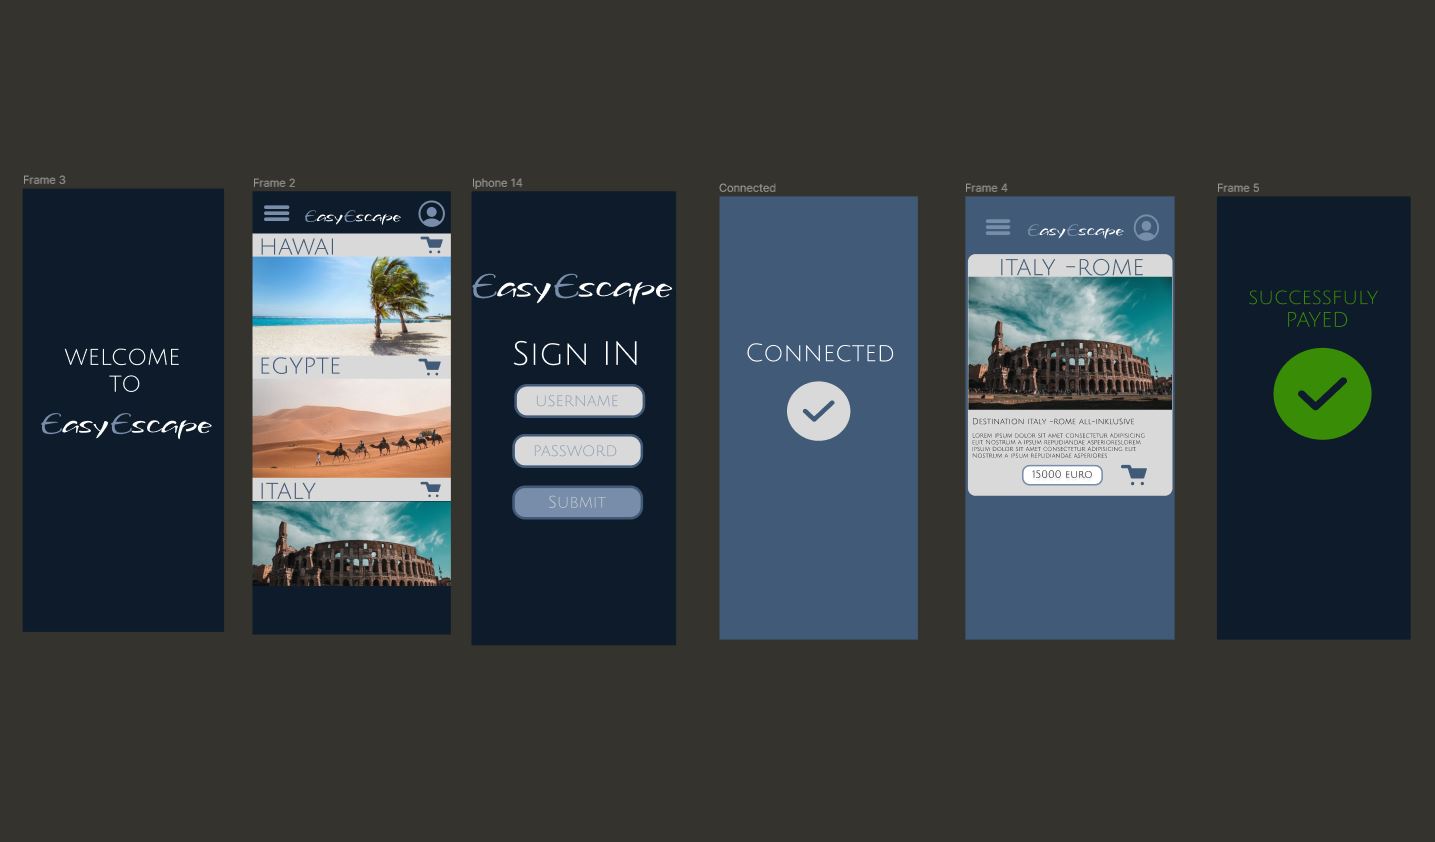 Frame 3
WELCOME
TO
EasyEscape
Frame 2
EasyEscape
HAWAI
EGYPTE
ITALY
Iphone 14
EasyEscape
SIGN IN
USERNAME
PASSWORD
SUBMIT
Connected
CONNECTED
Frame 4
EasyEscape
ITALY -ROME
DESTINATION ITALY -ROME ALL-INKLUSIVE
LOREM IPSUM DOLOR SIT AMET CONSECTETUR ADIPISICING
ELIT. NOSTRUM A IPSUM REPUDIANDAE ASPERIORESLOREM
IPSUM DOLOR SIT AMET CONSECTETUR ADIPISICING ELIT.
NOSTRUM A IPSUM REPUDIANDAE ASPERIORES
15000 EURO
Frame 5
SUCCESSFULY
PAYED